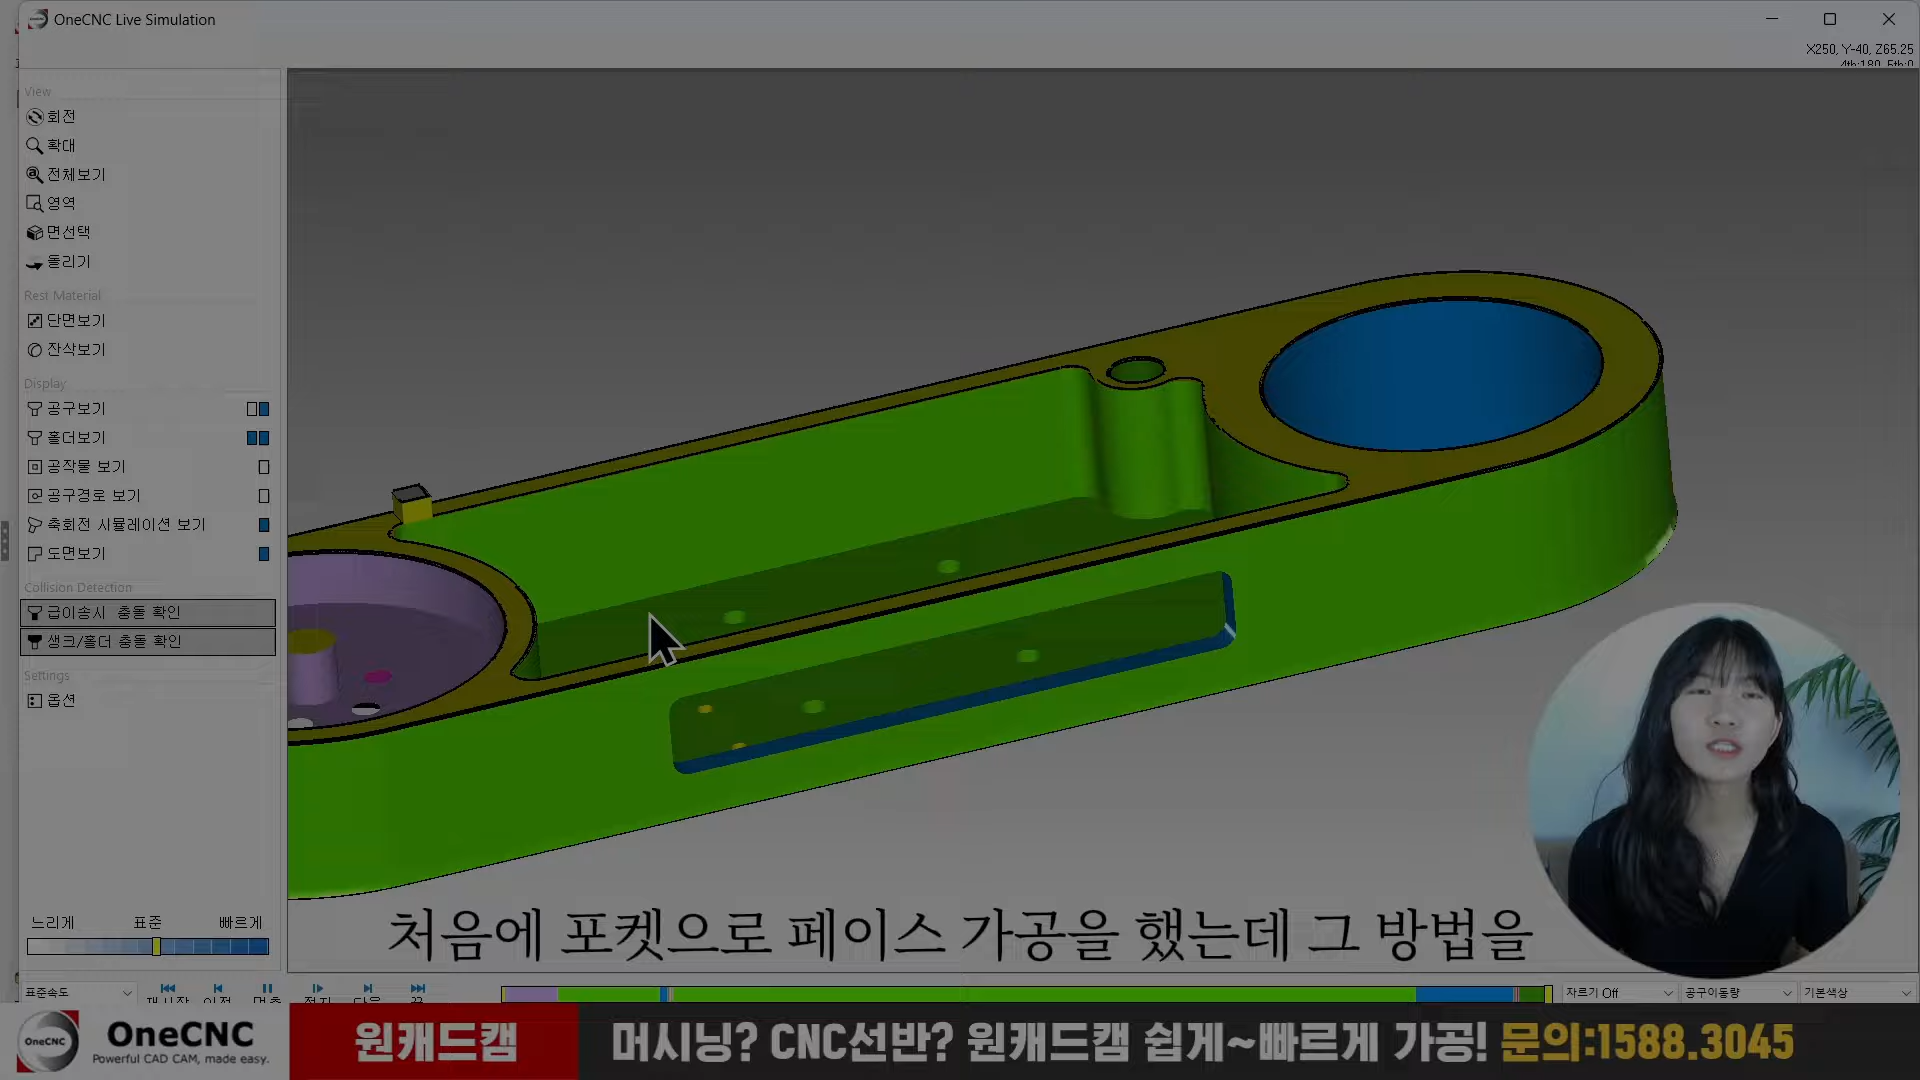 OneCNC Live Simulation
X250, Y-40, Z65.25
View
회전
확대
전체보기
영역
면선택
돌리기
Rest Material
단면보기
잔삭보기
Display
공구보기
홀더보기
공작물 보기
공구경로 보기
축회전 시뮬레이션 보기
도면보기
Collision Detection
급이송시 충돌 확인
생크/홀더 충돌 확인
Settings
옵션
느리게 표준 빠르게
처음에 포켓으로 페이스 가공을 했는데 그 방법을
표준속도
자르기 Off 공구이동량 기본색상
OneCNC
OneCNC
Powerful CAD CAM, made easy.
원캐드캠
머시닝? CNC선반? 원캐드캠 쉽게~빠르게 가공! 문의:1588.3045